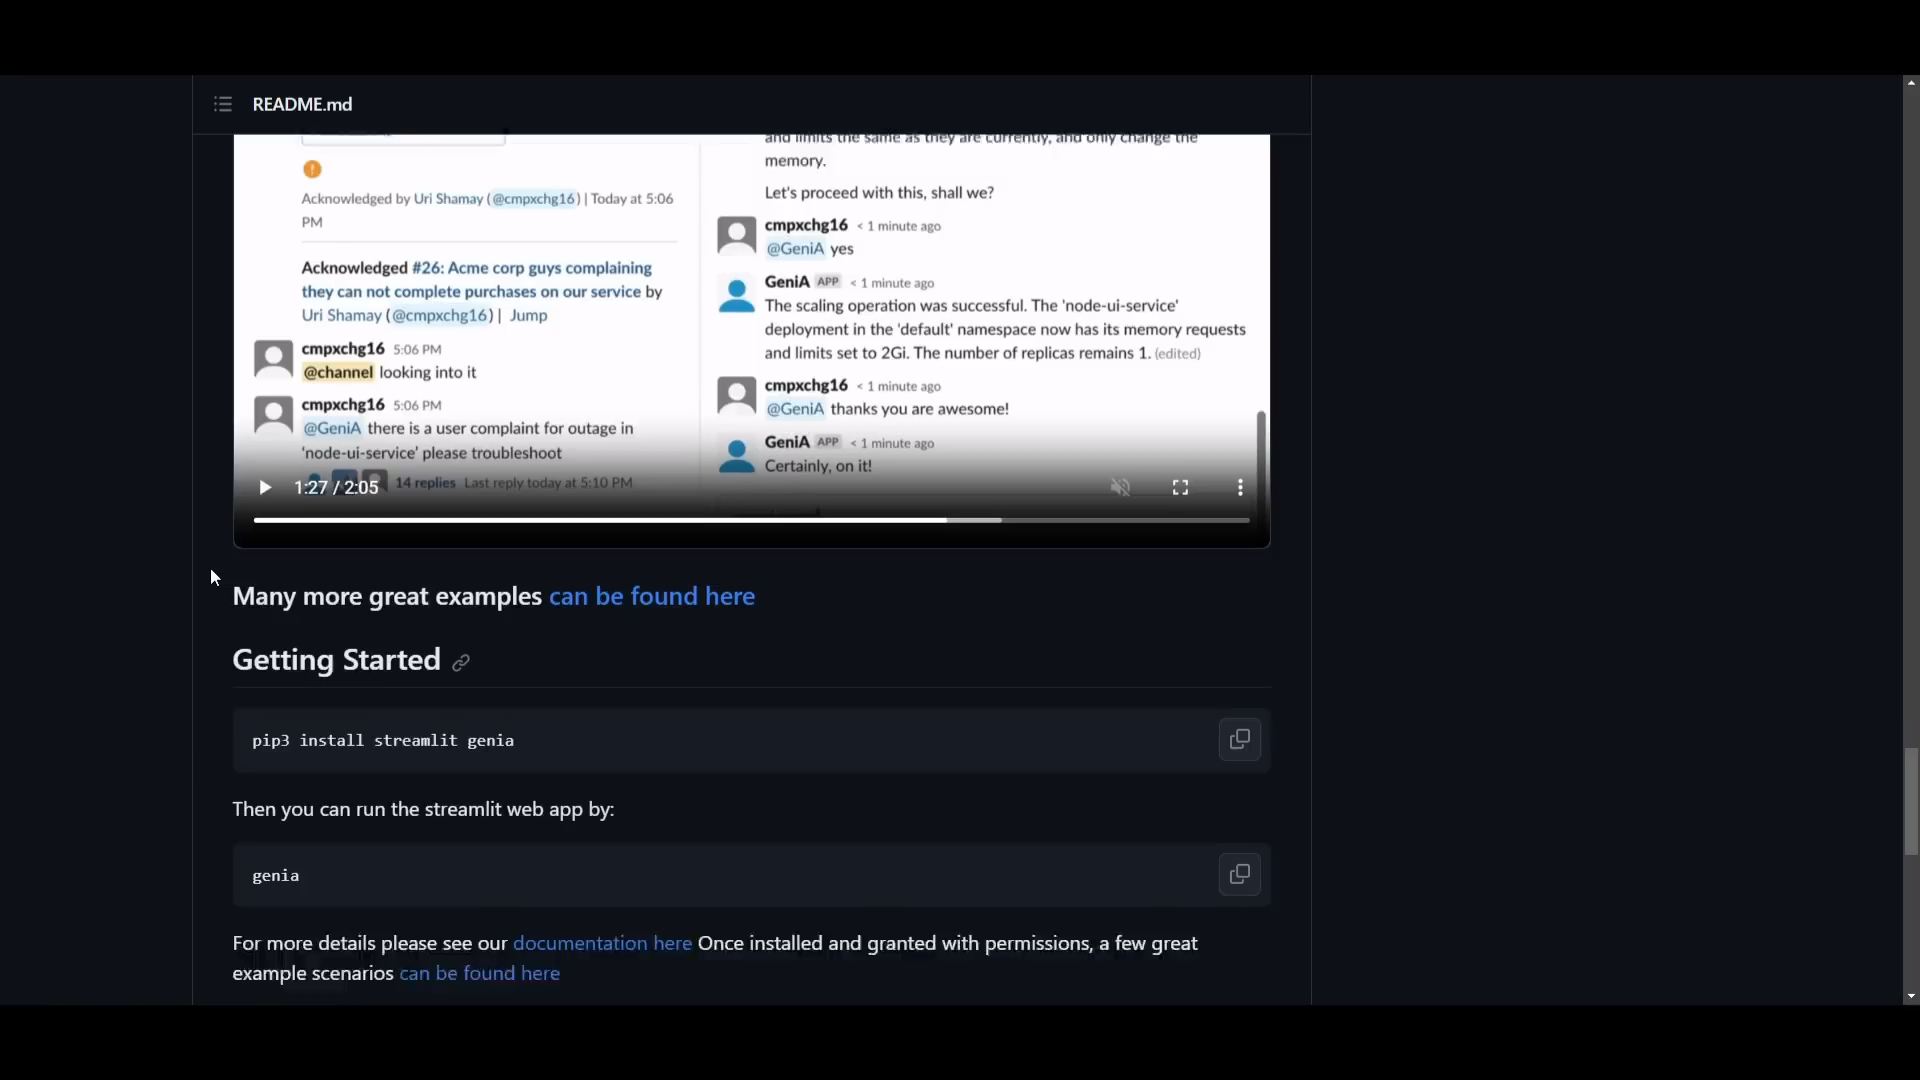 README.md
Acknowledged by Uri Shamay (@cmpxchg16) | Today at 5:06
PM
Acknowledged #26: Acme corp guys complaining
they can not complete purchases on our service by
Uri Shamay (@cmpxchg16) | Jump
cmpxchg16 5:06 PM
@channel looking into it
cmpxchg16 5:06 PM
@GeniA there is a user complaint for outage in
'node-ui-service' please troubleshoot
14 replies Last reply today at 5:10 PM
and limits the same as they are currently, and only change the
memory.
Let's proceed with this, shall we?
cmpxchg16 < 1 minute ago
@GeniA yes
GeniA APP < 1 minute ago
The scaling operation was successful. The 'node-ui-service'
deployment in the 'default' namespace now has its memory requests
and limits set to 2Gi. The number of replicas remains 1. (edited)
cmpxchg16 < 1 minute ago
@GeniA thanks you are awesome!
GeniA APP < 1 minute ago
Certainly, on it!
1:27 / 2:05
Many more great examples can be found here
Getting Started
pip3 install streamlit genia
Then you can run the streamlit web app by:
genia
For more details please see our documentation here Once installed and granted with permissions, a few great
example scenarios can be found here